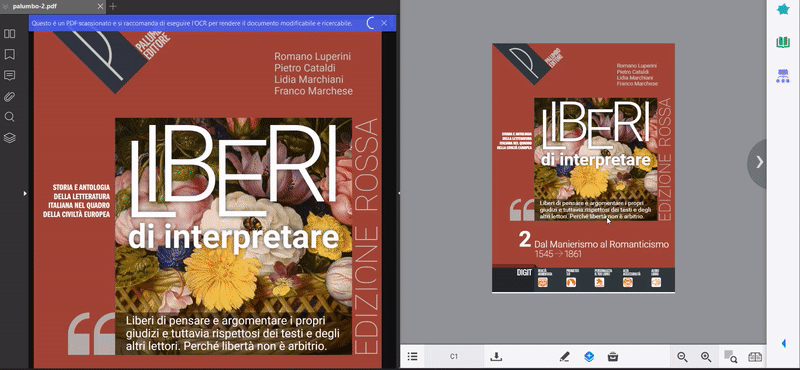 palumbo-2.pdf
Questo è un PDF scansionato e si raccomanda di eseguire l'OCR per rendere il documento modificabile e ricercabile.
PALUMBO
EDITORE
Romano Luperini
Pietro Cataldi
Lidia Marchiani
Franco Marchese
LIBERI
di interpretare
EDIZIONE ROSSA
STORIA E ANTOLOGIA
DELLA LETTERATURA
ITALIANA NEL QUADRO
DELLA CIVILTÀ EUROPEA
Liberi di pensare e argomentare i propri
giudizi e tuttavia rispettosi dei testi e degli
altri lettori. Perché libertà non è arbitrio.
PALUMBO
EDITORE
Romano Luperini
Pietro Cataldi
Lidia Marchiani
Franco Marchese
LIBERI
di interpretare
EDIZIONE ROSSA
STORIA E ANTOLOGIA
DELLA LETTERATURA
ITALIANA NEL QUADRO
DELLA CIVILTÀ EUROPEA
Liberi di pensare e argomentare i propri
giudizi e tuttavia rispettosi dei testi e degli
altri lettori. Perché libertà non è arbitrio.
2 Dal Manierismo al Romanticismo
1545→1861
DIGIT
C1